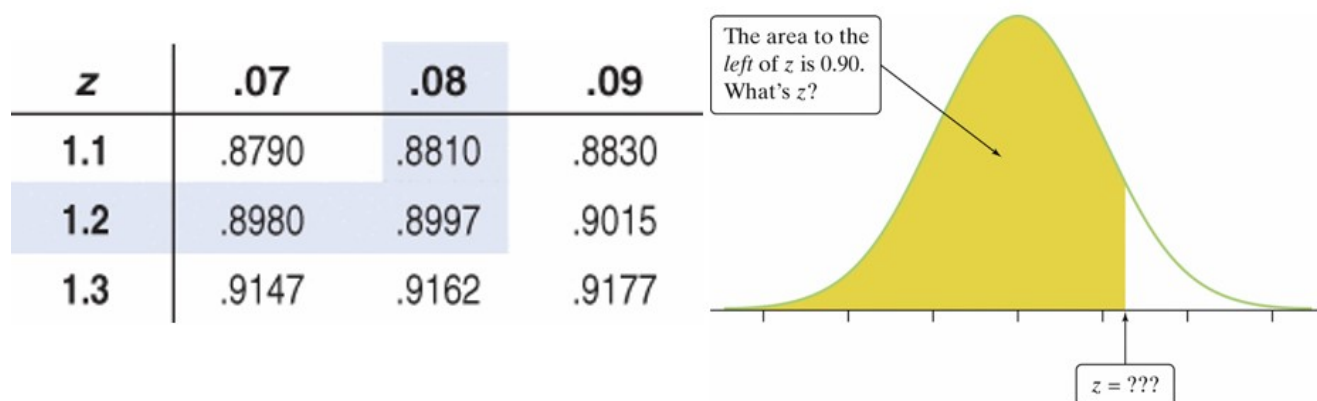 z .07 .08 .09
1.1 .8790 .8810 .8830
1.2 .8980 .8997 .9015
1.3 .9147 .9162 .9177
The area to the
left of z is 0.90.
What's z?
z = ???